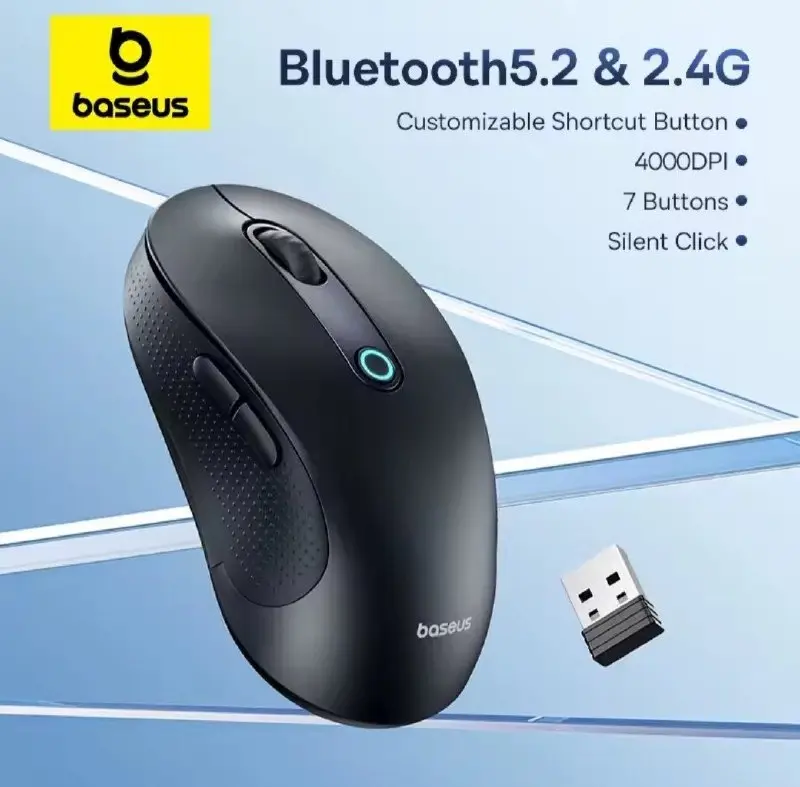 baseus
Bluetooth5.2 & 2.4G
Customizable Shortcut Button •
4000DPI •
7 Buttons •
Silent Click •
baseus